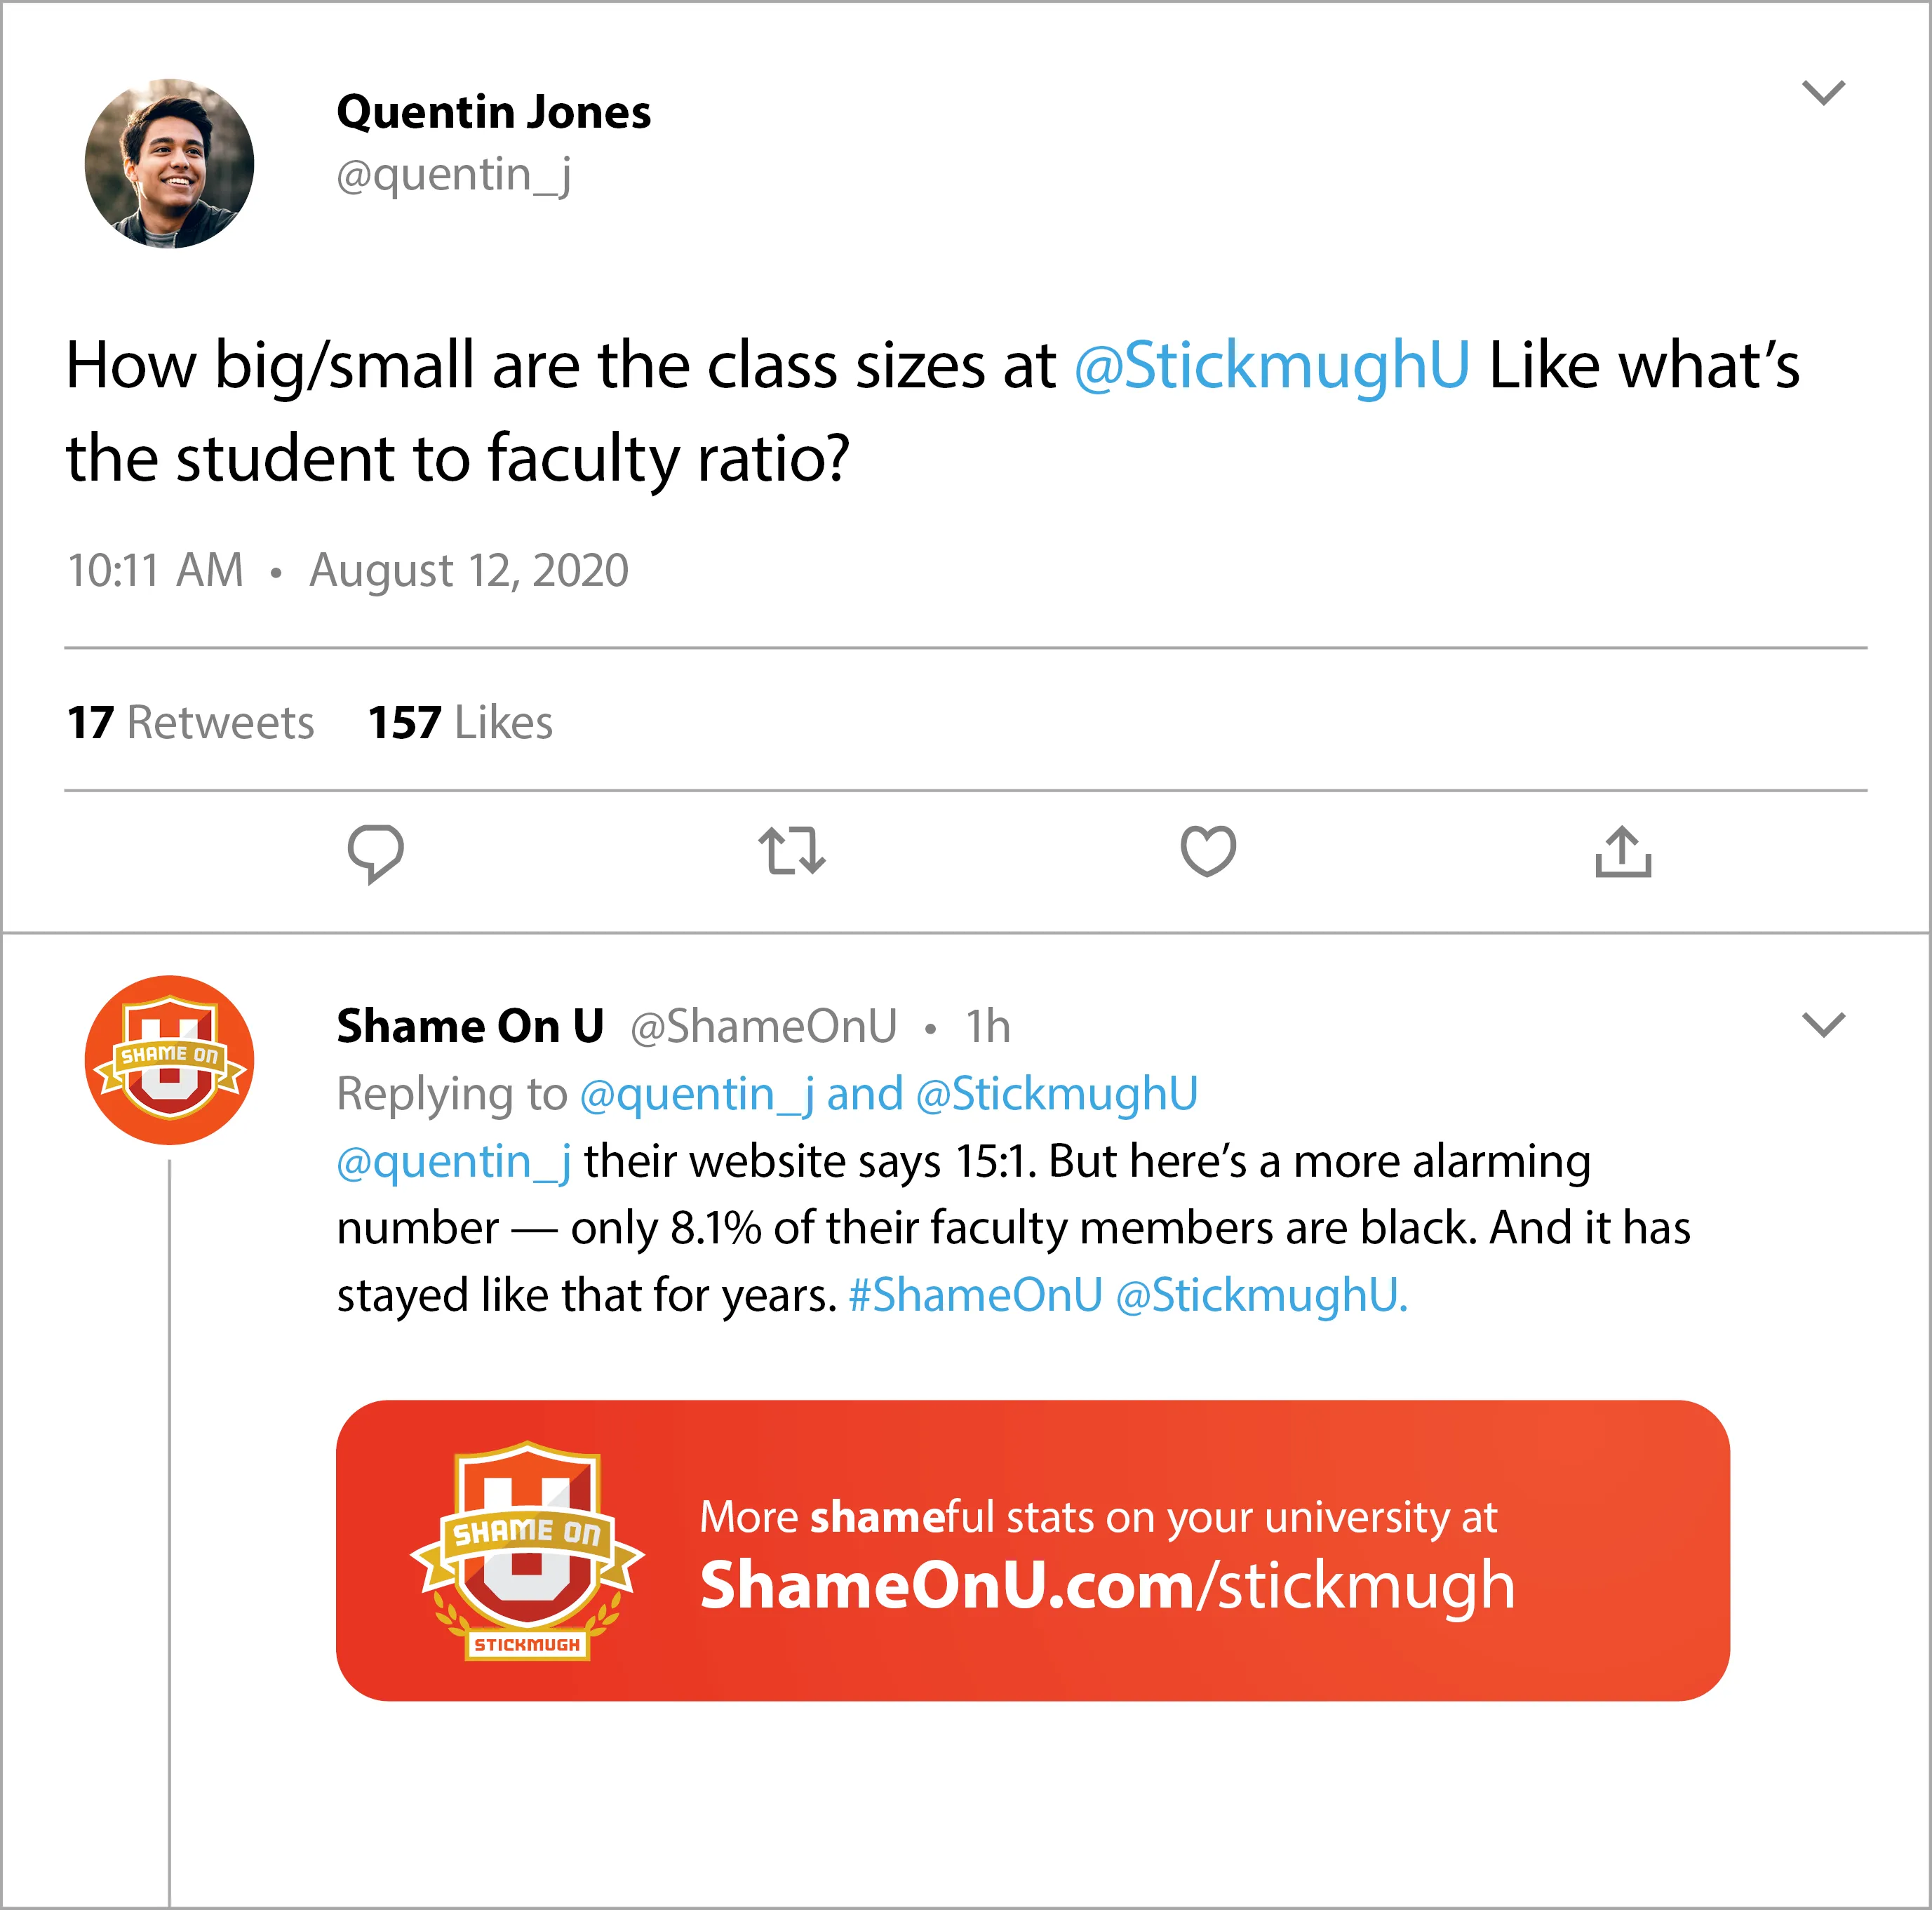 Quentin Jones
@quentin_j
How big/small are the class sizes at @StickmughU Like what’s
the student to faculty ratio?
10:11 AM • August 12, 2020
17 Retweets 157 Likes
SHAME ON U
Shame On U @ShameOnU • 1h
Replying to @quentin_j and @StickmughU
@quentin_j their website says 15:1. But here’s a more alarming
number — only 8.1% of their faculty members are black. And it has
stayed like that for years. #ShameOnU @StickmughU.
SHAME ON U
STICKMUGH
More shameful stats on your university at
ShameOnU.com/stickmugh